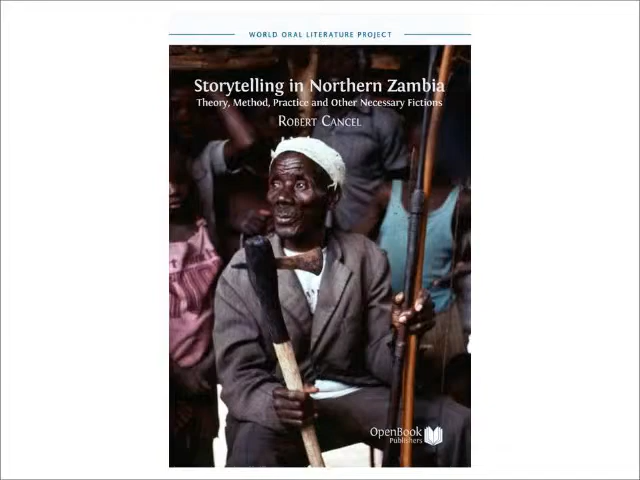 WORLD ORAL LITERATURE PROJECT
Storytelling in Northern Zambia
Theory, Method, Practice and Other Necessary Fictions
ROBERT CANCEL
OpenBook
Publishers